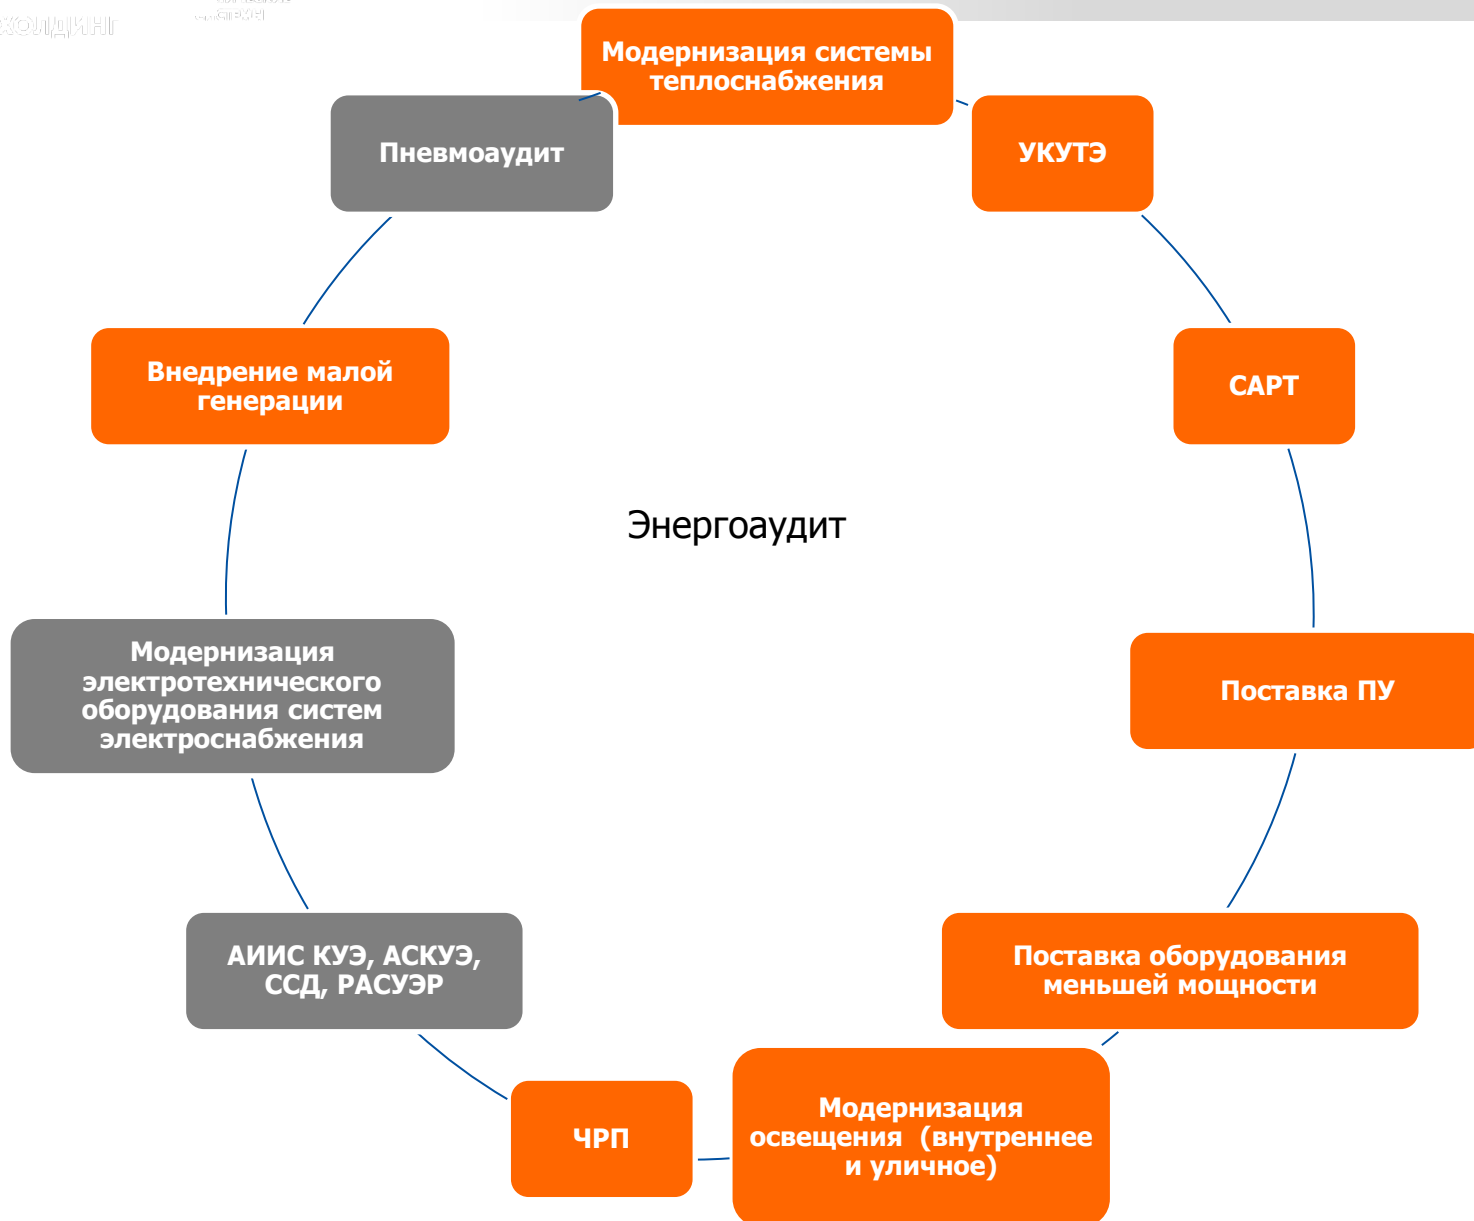 ХОЛДИНГ
Модернизация системы
теплоснабжения
Пневмоаудит
УКУТЭ
Внедрение малой
генерации
САРТ
Энергоаудит
Модернизация
электротехнического
оборудования систем
электроснабжения
Поставка ПУ
АИИС КУЭ, АСКУЭ,
ССД, РАСУЭР
Поставка оборудования
меньшей мощности
ЧРП
Модернизация
освещения (внутреннее
и уличное)